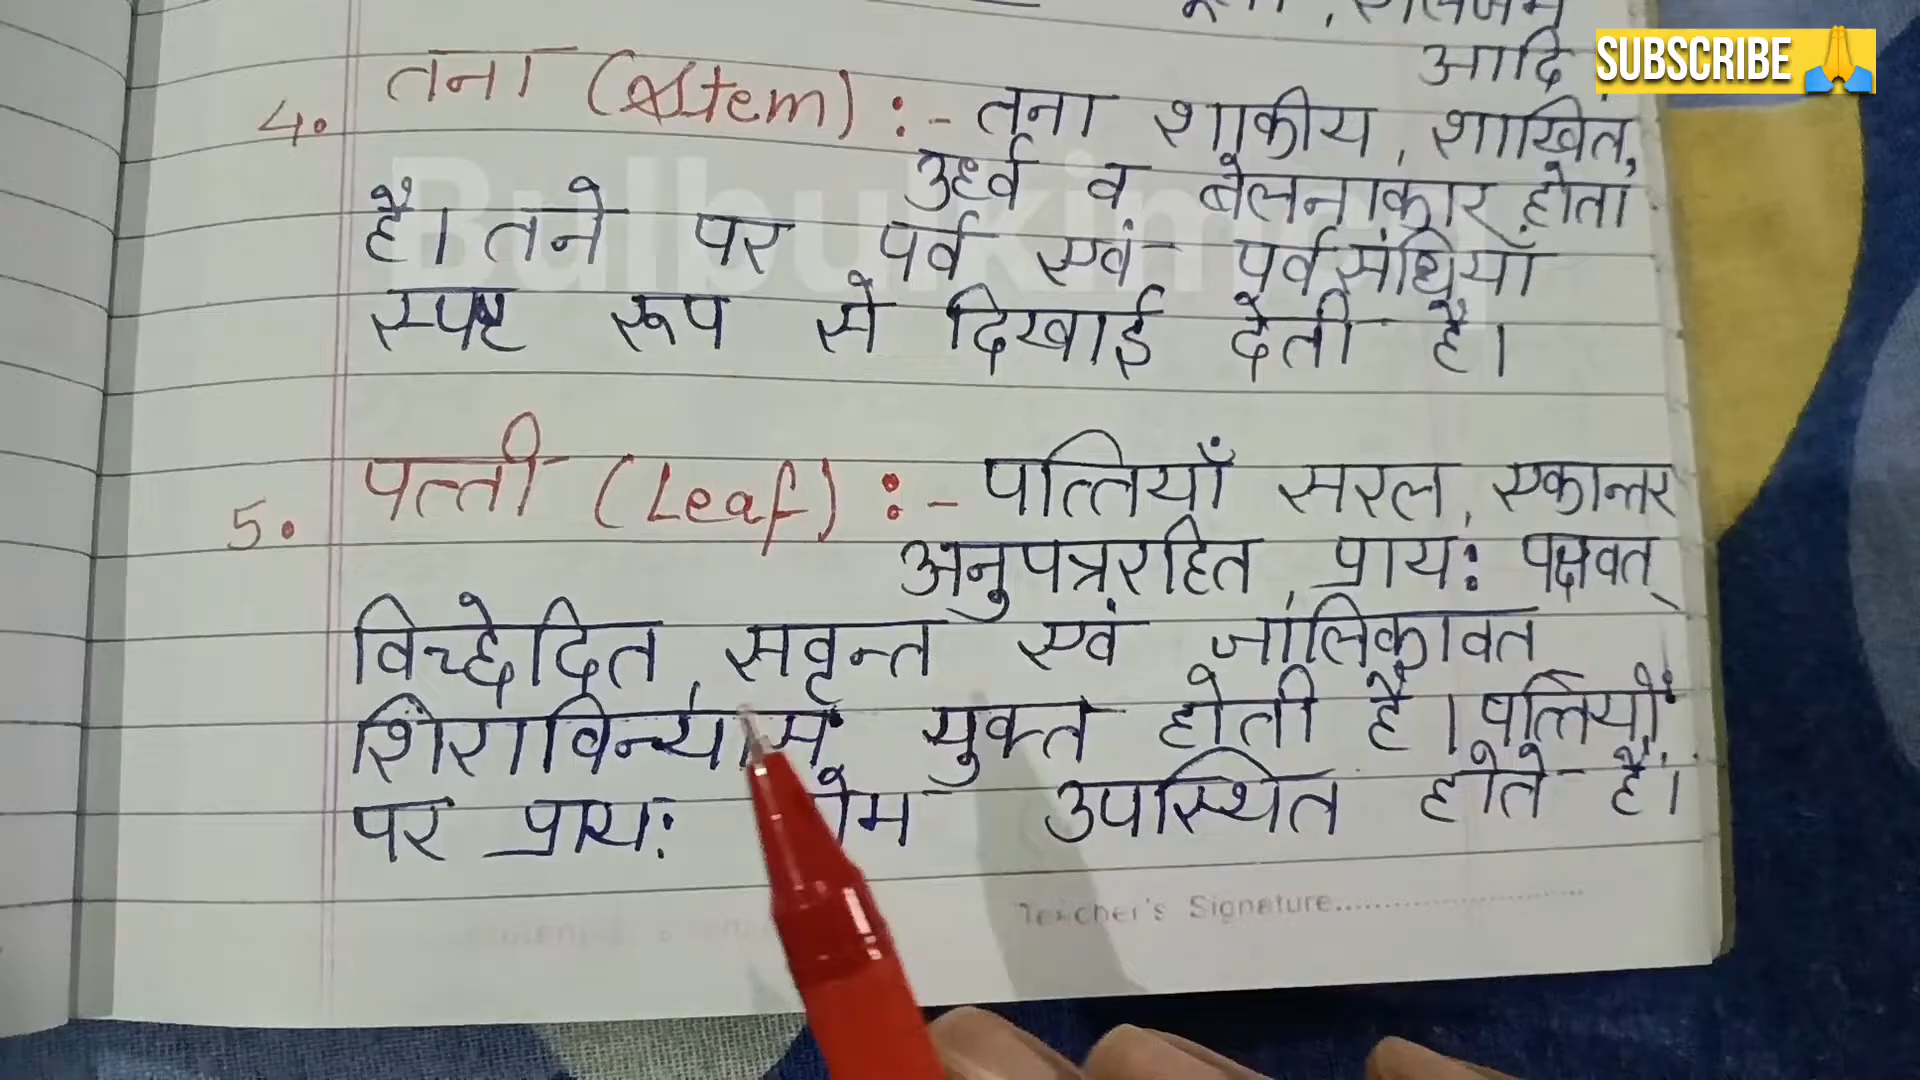 आदि
SUBSCRIBE
4. तना (Stem) :- तना शाकीय, शाखित,
उर्ध्व व बेलनाकार होता
है। तने पर पर्व एवं पर्वसंधियाँ
स्पष्ट रूप से दिखाई देती है।
5. पत्ती (Leaf) :- पत्तियाँ सरल, एकान्तर
अनुपत्ररहित, प्रायः पक्षवत्
विच्छेदित, सवृन्त एवं जालिकावत
शिराविन्यास युक्त होती है। पत्तियों
पर प्रायः उपस्थित होते है।
Teacher's Signature